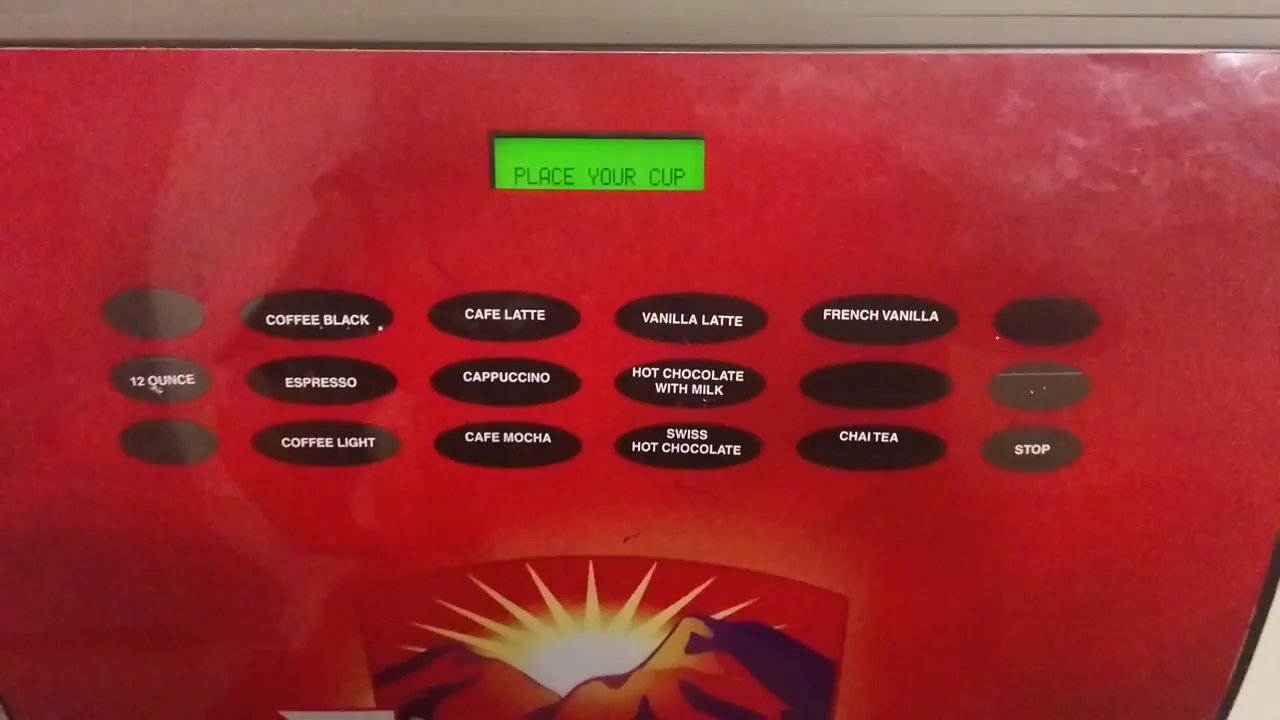 PLACE YOUR CUP
COFFEE BLACK
CAFE LATTE
VANILLA LATTE
FRENCH VANILLA
12 OUNCE
ESPRESSO
CAPPUCCINO
HOT CHOCOLATE
WITH MILK
COFFEE LIGHT
CAFE MOCHA
SWISS
HOT CHOCOLATE
CHAI TEA
STOP